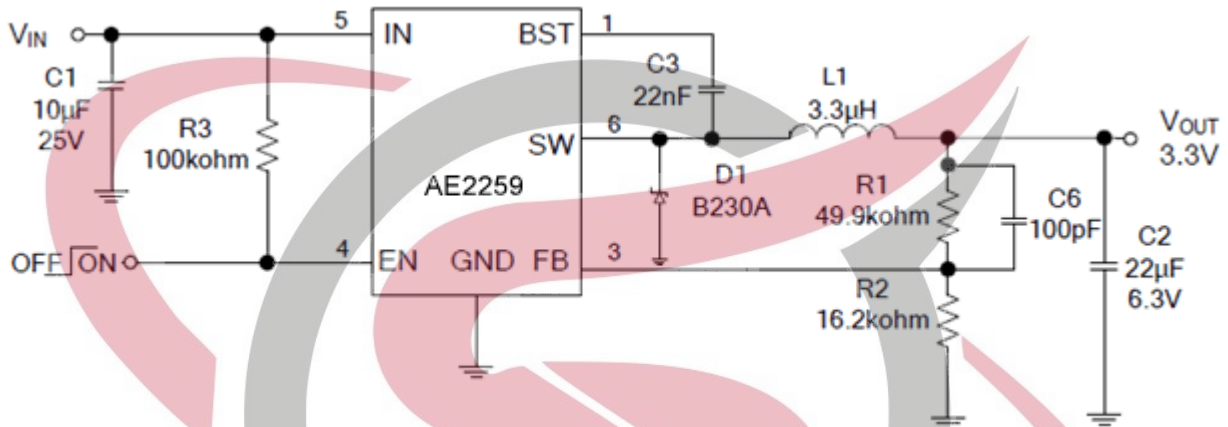 5
1
V_IN
IN
BST
C1
10µF
25V
C3
22nF
L1
3.3µH
R3
100kohm
6
SW
V_OUT
3.3V
AE2259
D1
B230A
R1
49.9kohm
C6
100pF
OFF ON
4
EN
GND
FB
3
C2
22µF
6.3V
R2
16.2kohm